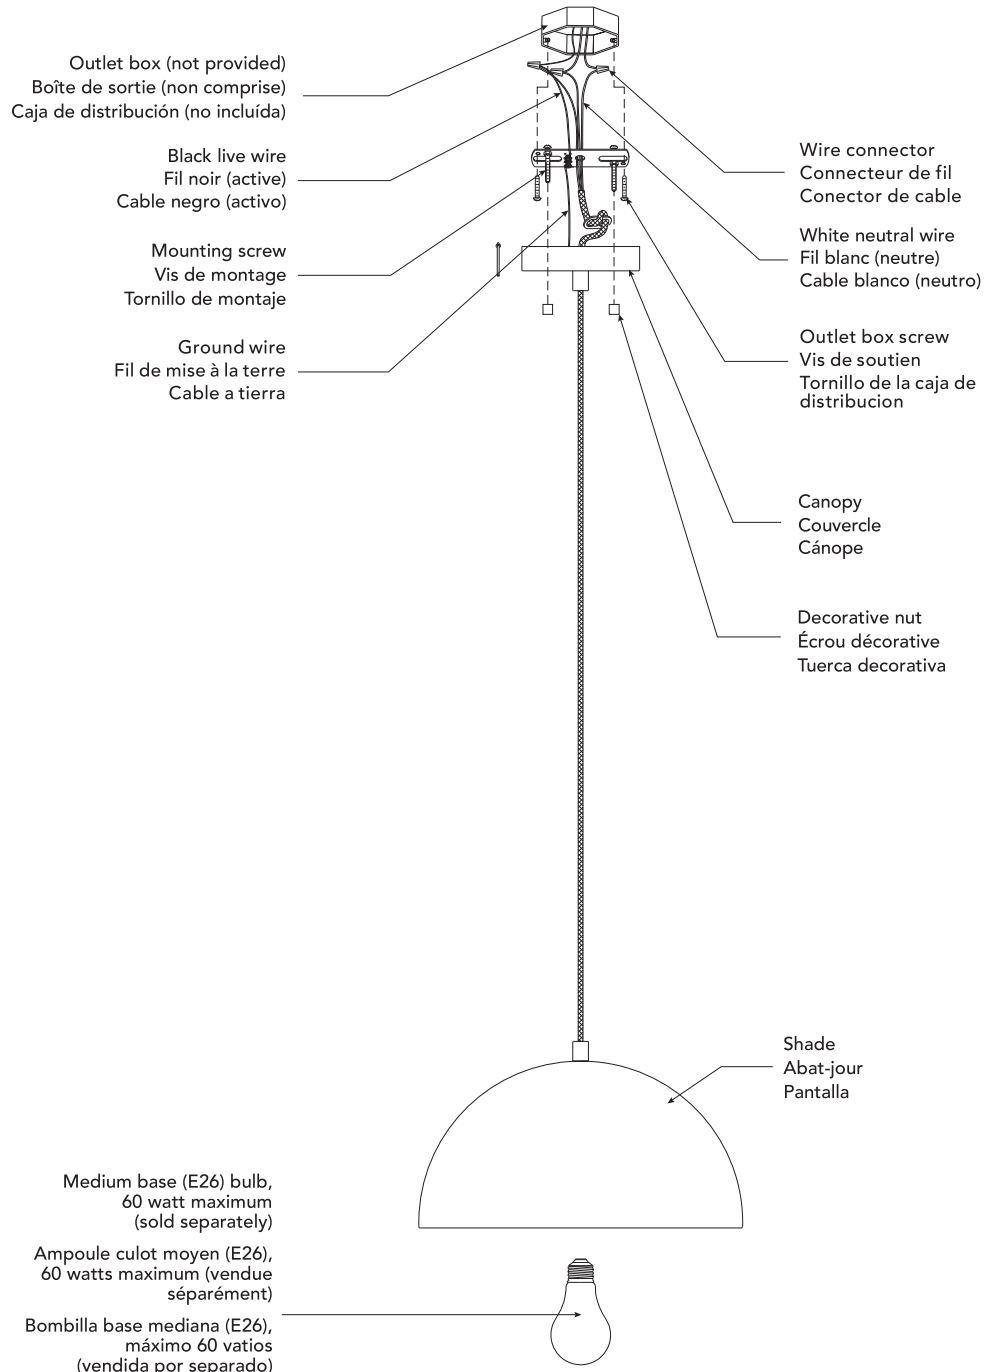 Outlet box (not provided)
Boîte de sortie (non comprise)
Caja de distribución (no incluída)
Black live wire
Fil noir (active)
Cable negro (activo)
Mounting screw
Vis de montage
Tornillo de montaje
Ground wire
Fil de mise à la terre
Cable a tierra
Wire connector
Connecteur de fil
Conector de cable
White neutral wire
Fil blanc (neutre)
Cable blanco (neutro)
Outlet box screw
Vis de soutien
Tornillo de la caja de
distribucion
Canopy
Couvercle
Cánope
Decorative nut
Écrou décorative
Tuerca decorativa
Shade
Abat-jour
Pantalla
Medium base (E26) bulb,
60 watt maximum
(sold separately)
Ampoule culot moyen (E26),
60 watts maximum (vendue
séparément)
Bombilla base mediana (E26),
máximo 60 vatios
(vendida por separado)